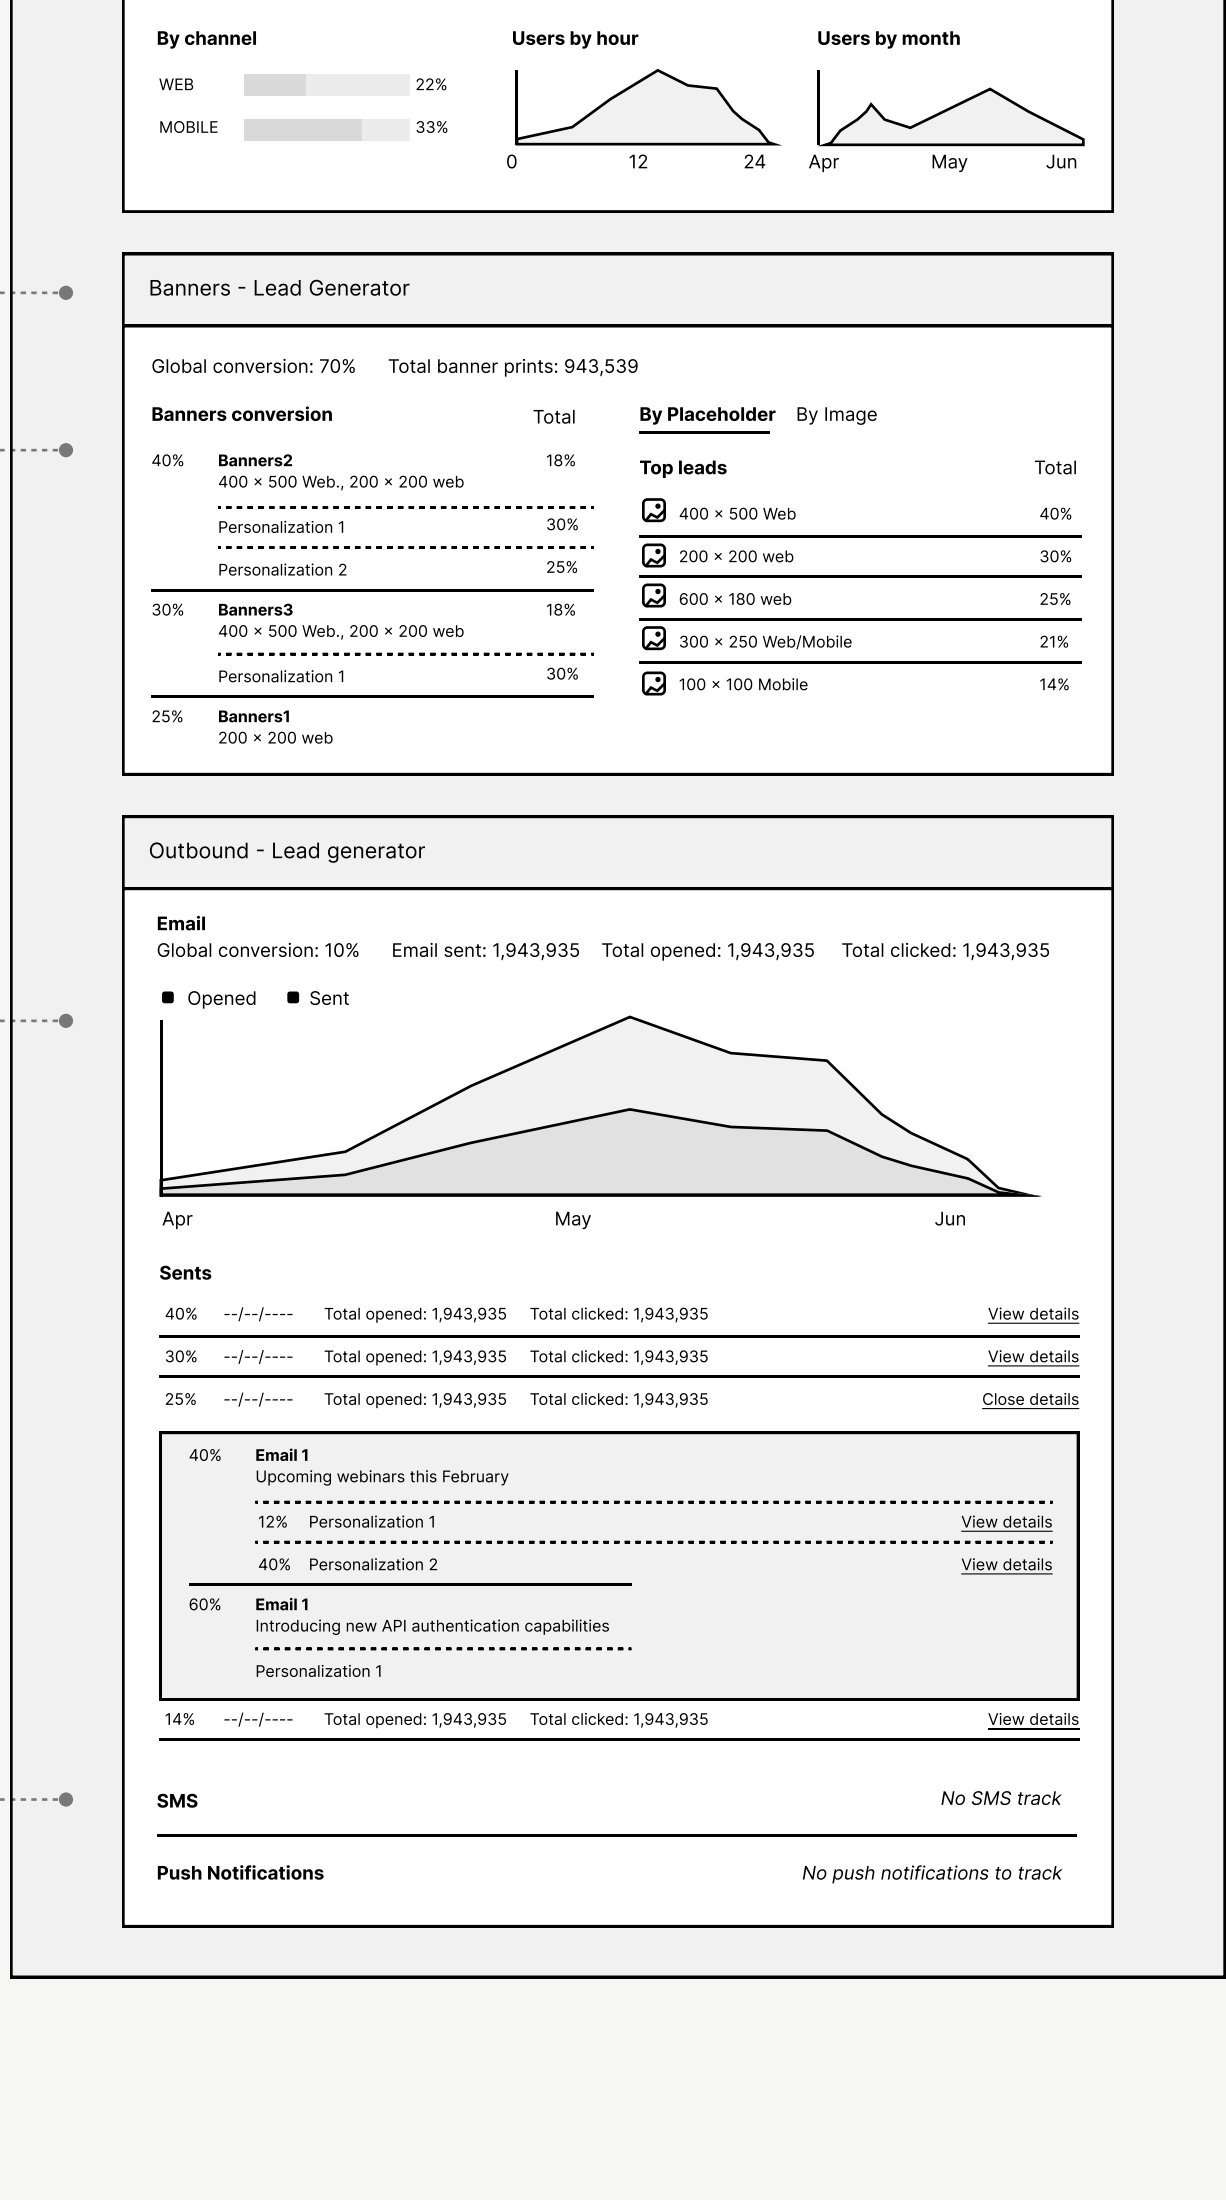 By channel
WEB 22%
MOBILE 33%
Users by hour
0 12 24
Users by month
Apr May Jun
Banners - Lead Generator
Global conversion: 70% Total banner prints: 943,539
Banners conversion Total
40% Banners2 18%
400 × 500 Web., 200 × 200 web
Personalization 1 30%
Personalization 2 25%
30% Banners3 18%
400 × 500 Web., 200 × 200 web
Personalization 1 30%
25% Banners1
200 × 200 web
By Placeholder By Image
Top leads Total
400 × 500 Web 40%
200 × 200 web 30%
600 × 180 web 25%
300 × 250 Web/Mobile 21%
100 × 100 Mobile 14%
Outbound - Lead generator
Email
Global conversion: 10% Email sent: 1,943,935 Total opened: 1,943,935 Total clicked: 1,943,935
Opened Sent
Apr May Jun
Sents
40% --/--/---- Total opened: 1,943,935 Total clicked: 1,943,935 View details
30% --/--/---- Total opened: 1,943,935 Total clicked: 1,943,935 View details
25% --/--/---- Total opened: 1,943,935 Total clicked: 1,943,935 Close details
40% Email 1
Upcoming webinars this February
12% Personalization 1 View details
40% Personalization 2 View details
60% Email 1
Introducing new API authentication capabilities
Personalization 1
14% --/--/---- Total opened: 1,943,935 Total clicked: 1,943,935 View details
SMS No SMS track
Push Notifications No push notifications to track